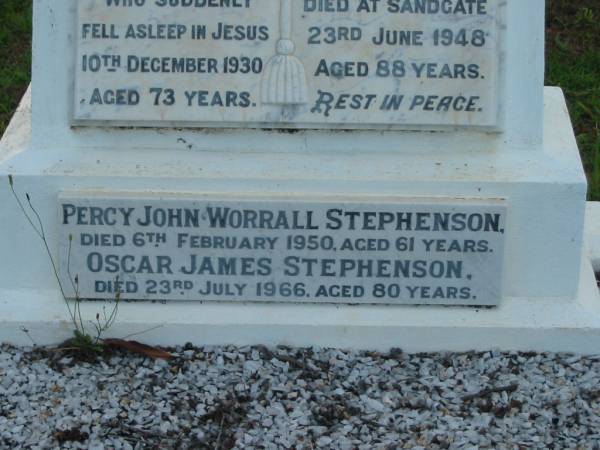 WHO SUDDENLY
FELL ASLEEP IN JESUS
10TH DECEMBER 1930
AGED 73 YEARS.
DIED AT SANDGATE
23RD JUNE 1948
AGED 88 YEARS.
REST IN PEACE.
PERCY JOHN WORRALL STEPHENSON,
DIED 6TH FEBRUARY 1950, AGED 61 YEARS.
OSCAR JAMES STEPHENSON,
DIED 23RD JULY 1966, AGED 80 YEARS.